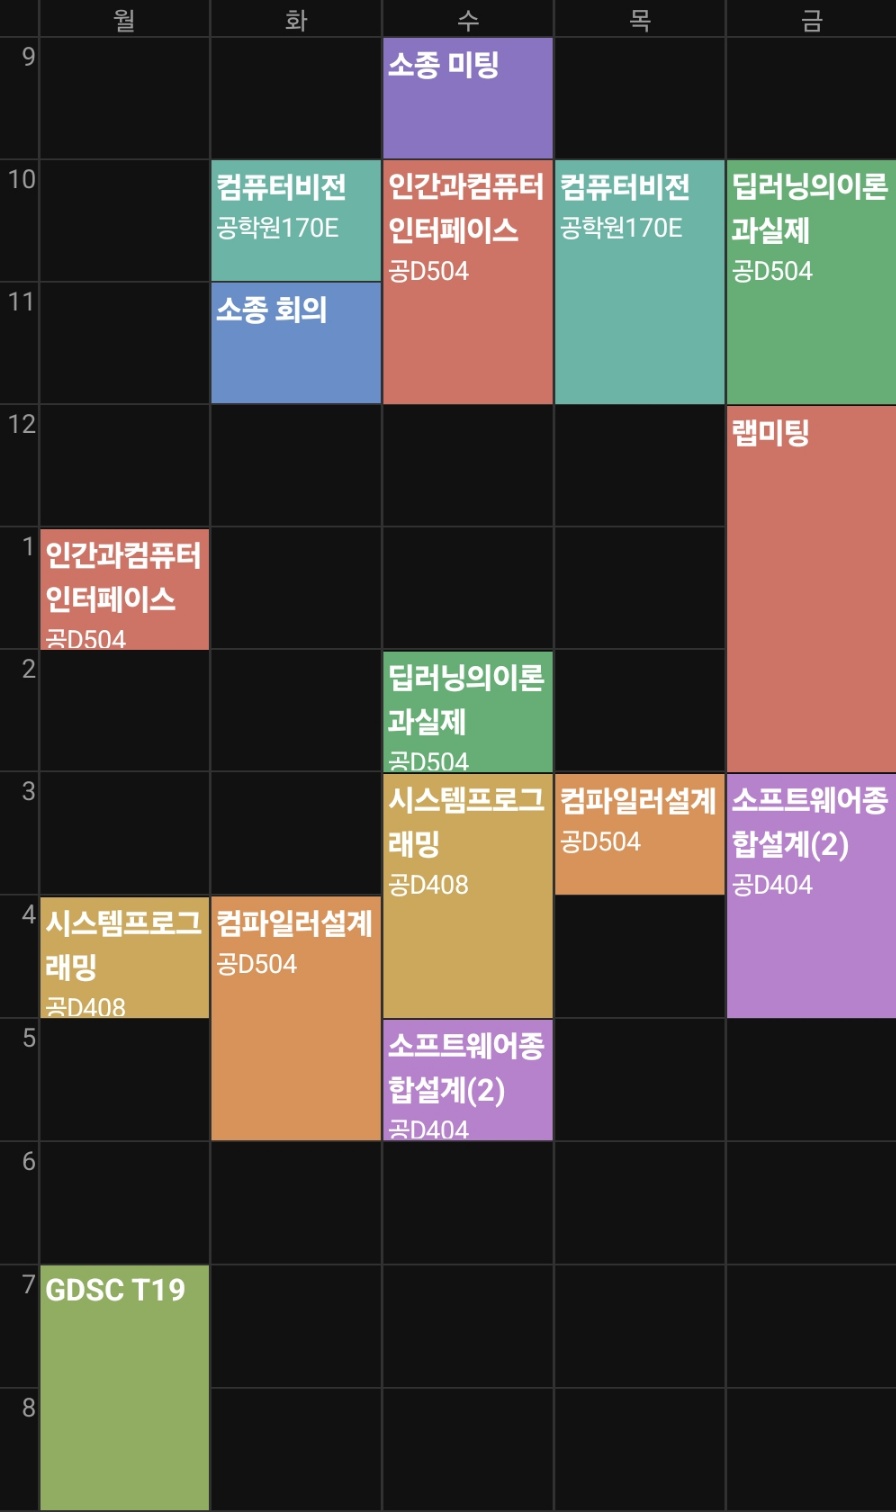 월 화 수 목 금
9
소종 미팅
10
컴퓨터비전
공학원170E
인간과컴퓨터
인터페이스
공D504
컴퓨터비전
공학원170E
딥러닝의이론
과실제
공D504
11
소종 회의
12
랩미팅
1
인간과컴퓨터
인터페이스
공D504
2
딥러닝의이론
과실제
공D504
3
시스템프로그
래밍
공D408
컴파일러설계
공D504
소프트웨어종
합설계(2)
공D404
4
시스템프로그
래밍
공D408
컴파일러설계
공D504
5
소프트웨어종
합설계(2)
공D404
6
7
GDSC T19
8